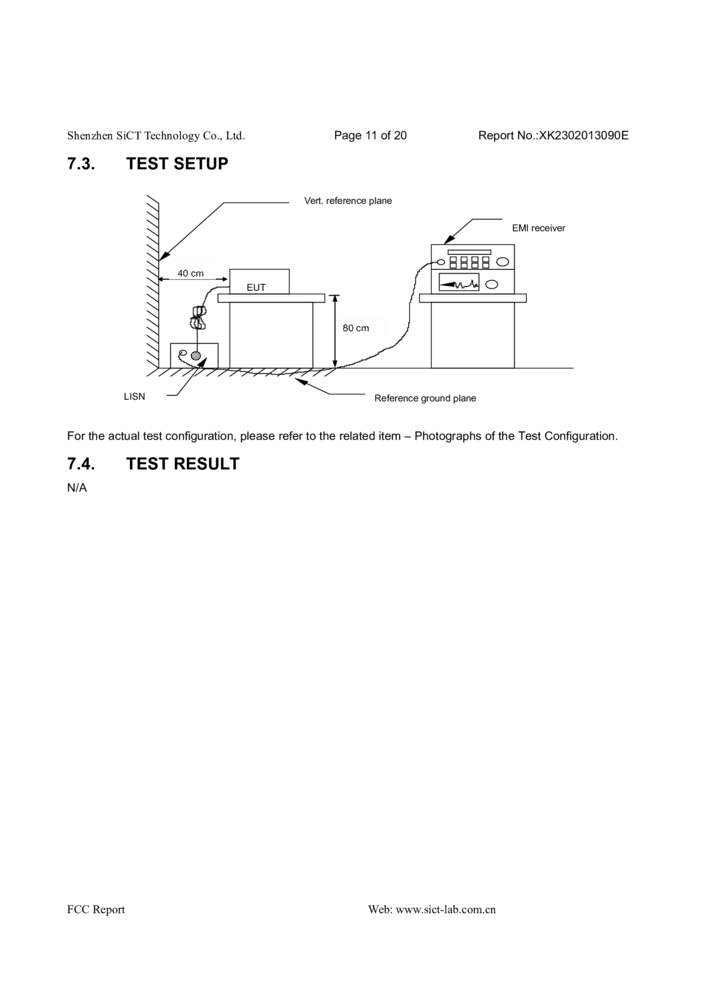 Shenzhen SiCT Technology Co., Ltd. Page 11 of 20 Report No.:XK2302013090E
7.3. TEST SETUP
Vert. reference plane
EMI receiver
40 cm
EUT
80 cm
LISN
Reference ground plane
For the actual test configuration, please refer to the related item – Photographs of the Test Configuration.
7.4. TEST RESULT
N/A
FCC Report Web: www.sict-lab.com.cn